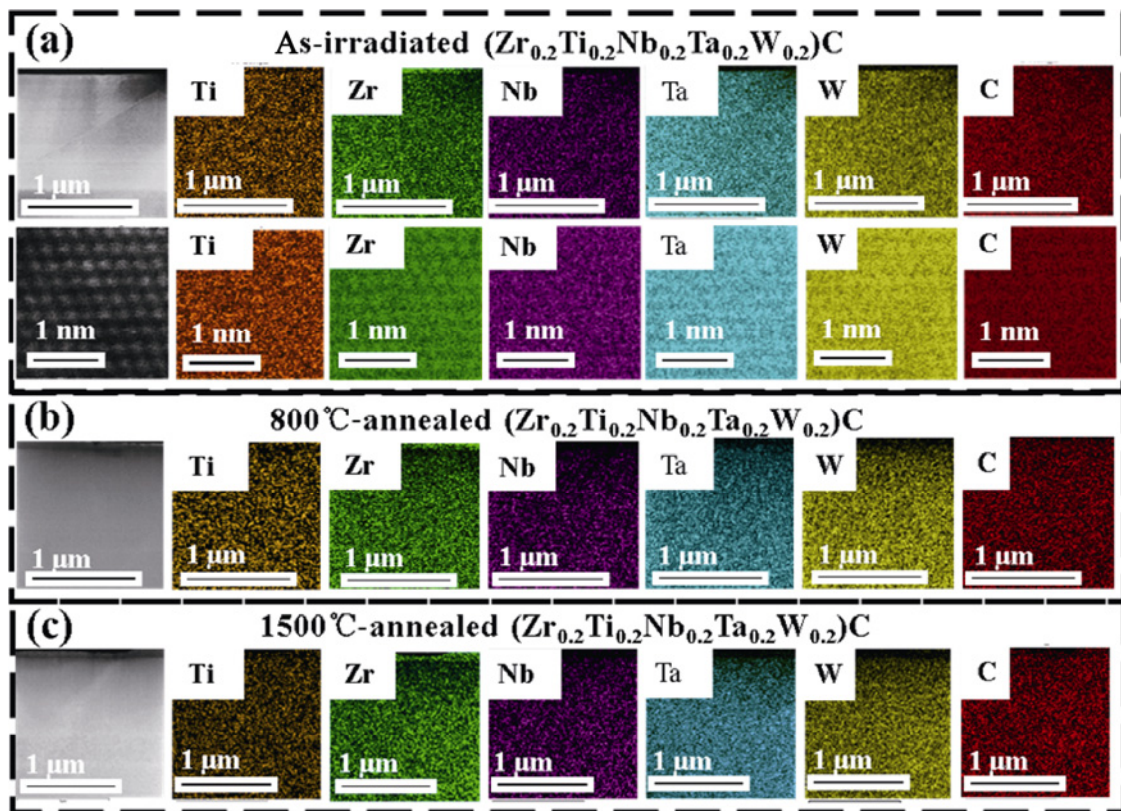 (a) As-irradiated (Zr₀.₂Ti₀.₂Nb₀.₂Ta₀.₂W₀.₂)C
Ti Zr Nb Ta W C
1 μm 1 μm 1 μm 1 μm 1 μm 1 μm 1 μm
Ti Zr Nb Ta W C
1 nm 1 nm 1 nm 1 nm 1 nm 1 nm 1 nm
(b) 800℃-annealed (Zr₀.₂Ti₀.₂Nb₀.₂Ta₀.₂W₀.₂)C
Ti Zr Nb Ta W C
1 μm 1 μm 1 μm 1 μm 1 μm 1 μm 1 μm
(c) 1500℃-annealed (Zr₀.₂Ti₀.₂Nb₀.₂Ta₀.₂W₀.₂)C
Ti Zr Nb Ta W C
1 μm 1 μm 1 μm 1 μm 1 μm 1 μm 1 μm